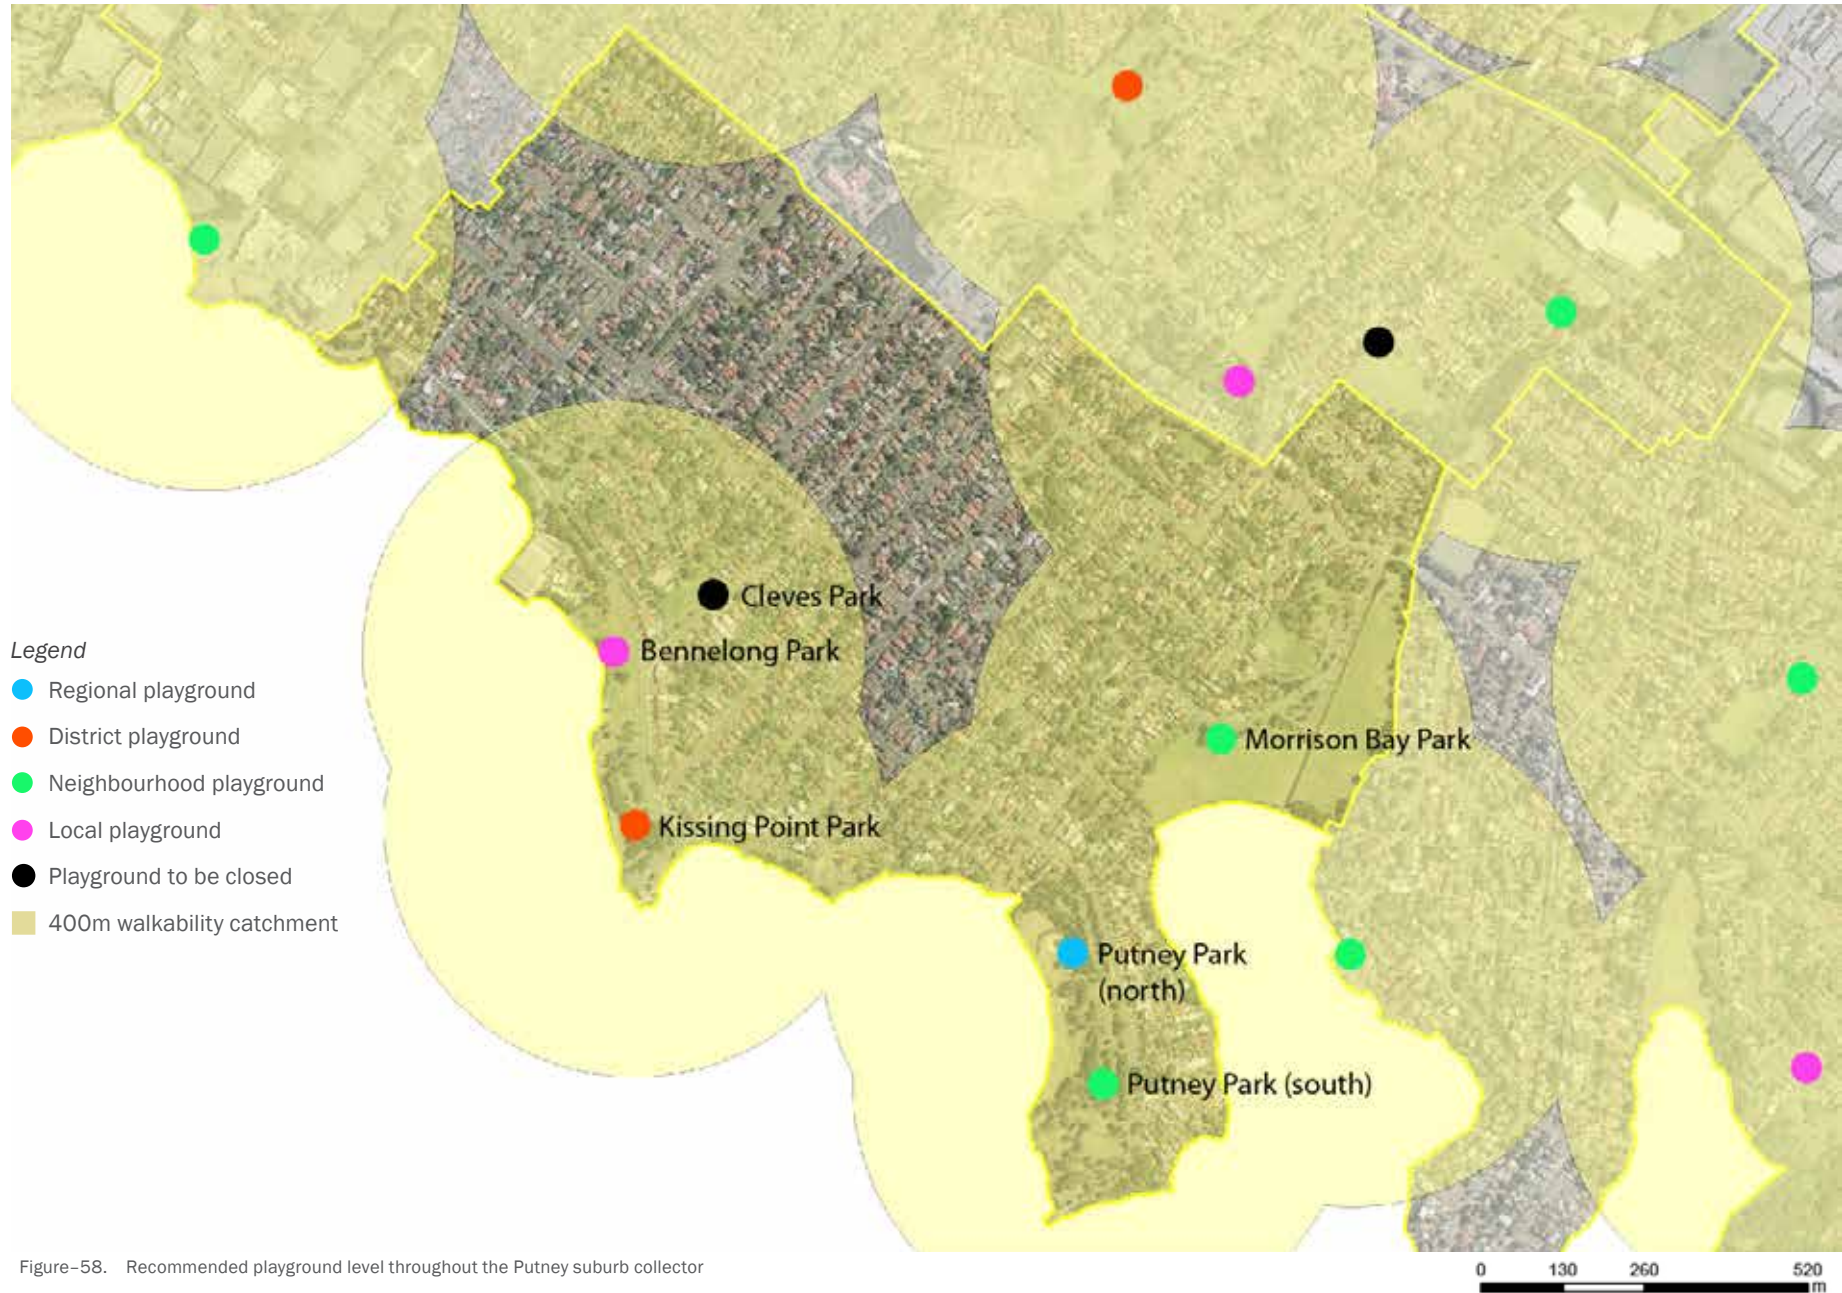 Cleves Park
Bennelong Park
Morrison Bay Park
Kissing Point Park
Putney Park
(north)
Putney Park (south)
Legend
Regional playground
District playground
Neighbourhood playground
Local playground
Playground to be closed
400m walkability catchment
Figure–58. Recommended playground level throughout the Putney suburb collector
0 130 260 520
m